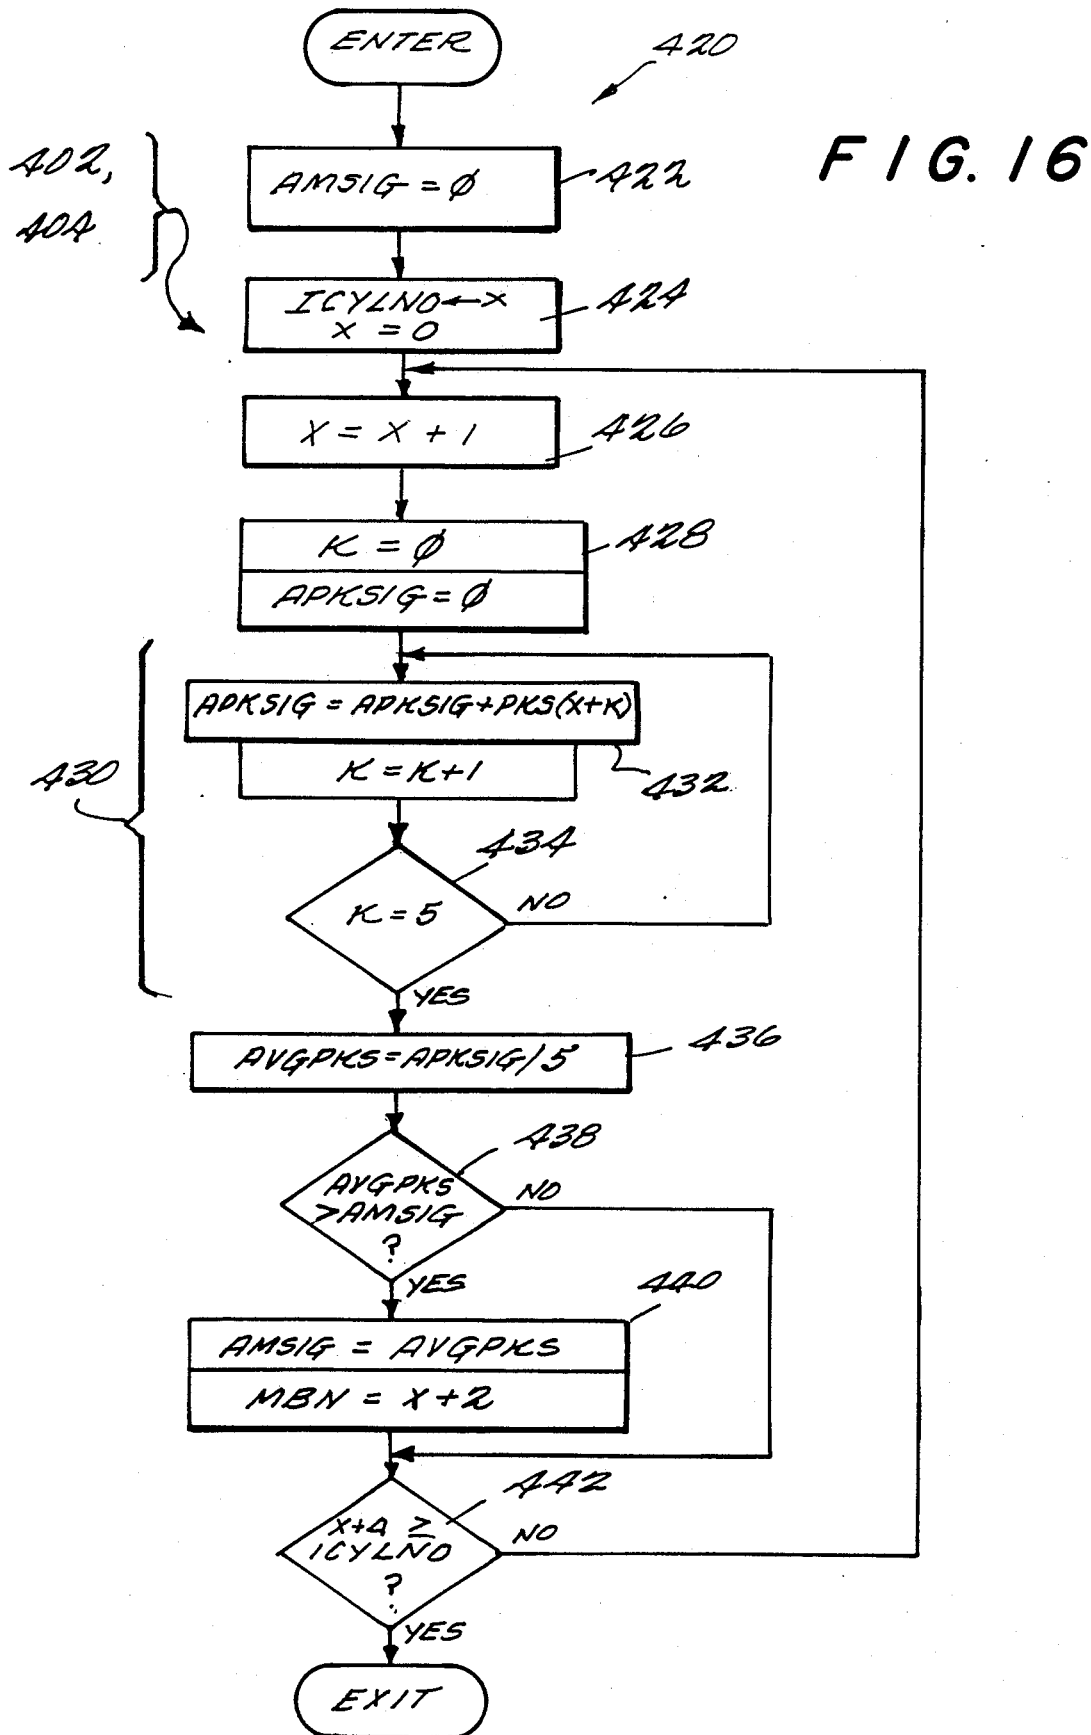 ENTER
420
FIG. 16
402,
404
AMSIG = φ
422
ICYLNO ← X
X = 0
424
X = X + 1
426
K = φ
428
APKSIG = φ
APKSIG = APKSIG + PKS(X+K)
K = K+1
432
430
434
K = 5
NO
YES
AVGPKS = APKSIG / 5
436
438
AVGPKS
> AMSIG
?
NO
YES
440
AMSIG = AVGPKS
MBN = X + 2
442
X+4 ≥
ICYLNO
?
NO
YES
EXIT